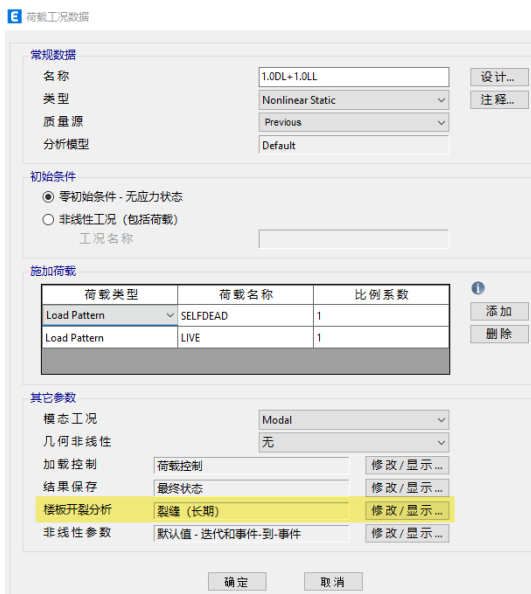 E 荷载工况数据
常规数据
名称 1.0DL+1.0LL 设计...
类型 Nonlinear Static 注释...
质量源 Previous
分析模型 Default
初始条件
零初始条件 - 无应力状态
非线性工况（包括荷载）
工况名称
施加荷载
荷载类型 荷载名称 比例系数
Load Pattern SELFDEAD 1 添加
Load Pattern LIVE 1 删除
其它参数
模态工况 Modal
几何非线性 无
加载控制 荷载控制 修改/显示...
结果保存 最终状态 修改/显示...
楼板开裂分析 裂缝（长期） 修改/显示...
非线性参数 默认值 - 迭代和事件-到-事件 修改/显示...
确定 取消